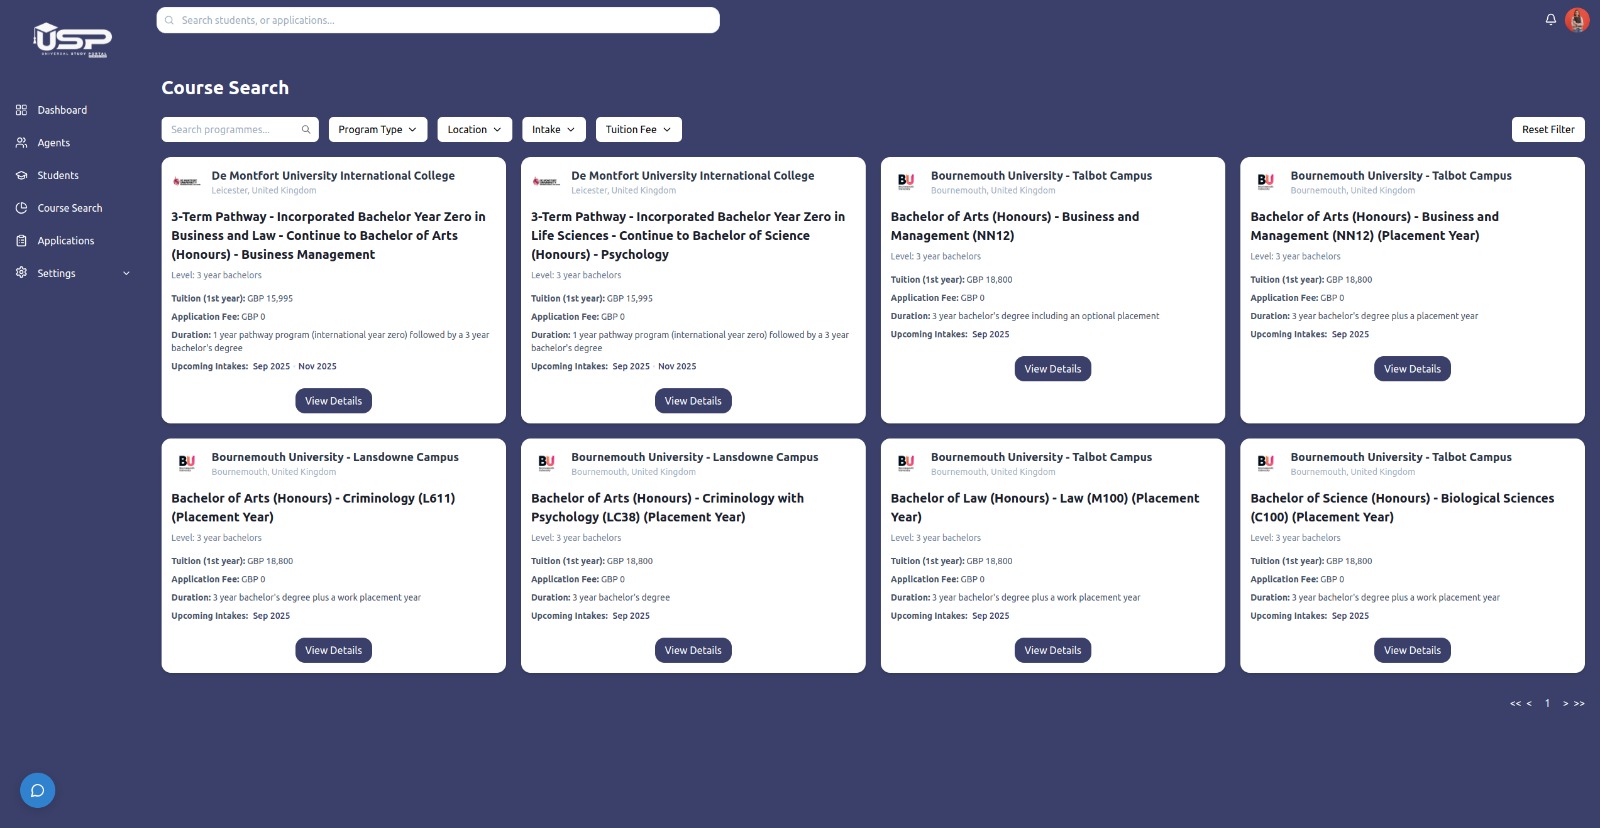 USP
UNIVERSAL STUDY PORTAL
Search students, or applications...
Dashboard
Agents
Students
Course Search
Applications
Settings
Course Search
Search programmes...
Program Type
Location
Intake
Tuition Fee
Reset Filter
De Montfort University International College
Leicester, United Kingdom
3-Term Pathway - Incorporated Bachelor Year Zero in
Business and Law - Continue to Bachelor of Arts
(Honours) - Business Management
Level: 3 year bachelors
Tuition (1st year): GBP 15,995
Application Fee: GBP 0
Duration: 1 year pathway program (international year zero) followed by a 3 year
bachelor's degree
Upcoming Intakes: Sep 2025 · Nov 2025
View Details
De Montfort University International College
Leicester, United Kingdom
3-Term Pathway - Incorporated Bachelor Year Zero in
Life Sciences - Continue to Bachelor of Science
(Honours) - Psychology
Level: 3 year bachelors
Tuition (1st year): GBP 15,995
Application Fee: GBP 0
Duration: 1 year pathway program (international year zero) followed by a 3 year
bachelor's degree
Upcoming Intakes: Sep 2025 · Nov 2025
View Details
BU
Bournemouth University - Talbot Campus
Bournemouth, United Kingdom
Bachelor of Arts (Honours) - Business and
Management (NN12)
Level: 3 year bachelors
Tuition (1st year): GBP 18,800
Application Fee: GBP 0
Duration: 3 year bachelor's degree including an optional placement
Upcoming Intakes: Sep 2025
View Details
BU
Bournemouth University - Talbot Campus
Bournemouth, United Kingdom
Bachelor of Arts (Honours) - Business and
Management (NN12) (Placement Year)
Level: 3 year bachelors
Tuition (1st year): GBP 18,800
Application Fee: GBP 0
Duration: 3 year bachelor's degree plus a placement year
Upcoming Intakes: Sep 2025
View Details
BU
Bournemouth University - Lansdowne Campus
Bournemouth, United Kingdom
Bachelor of Arts (Honours) - Criminology (L611)
(Placement Year)
Level: 3 year bachelors
Tuition (1st year): GBP 18,800
Application Fee: GBP 0
Duration: 3 year bachelor's degree plus a work placement year
Upcoming Intakes: Sep 2025
View Details
BU
Bournemouth University - Lansdowne Campus
Bournemouth, United Kingdom
Bachelor of Arts (Honours) - Criminology with
Psychology (LC38) (Placement Year)
Level: 3 year bachelors
Tuition (1st year): GBP 18,800
Application Fee: GBP 0
Duration: 3 year bachelor's degree
Upcoming Intakes: Sep 2025
View Details
BU
Bournemouth University - Talbot Campus
Bournemouth, United Kingdom
Bachelor of Law (Honours) - Law (M100) (Placement
Year)
Level: 3 year bachelors
Tuition (1st year): GBP 18,800
Application Fee: GBP 0
Duration: 3 year bachelor's degree plus a work placement year
Upcoming Intakes: Sep 2025
View Details
BU
Bournemouth University - Talbot Campus
Bournemouth, United Kingdom
Bachelor of Science (Honours) - Biological Sciences
(C100) (Placement Year)
Level: 3 year bachelors
Tuition (1st year): GBP 18,800
Application Fee: GBP 0
Duration: 3 year bachelor's degree plus a work placement year
Upcoming Intakes: Sep 2025
View Details
<< < 1 > >>